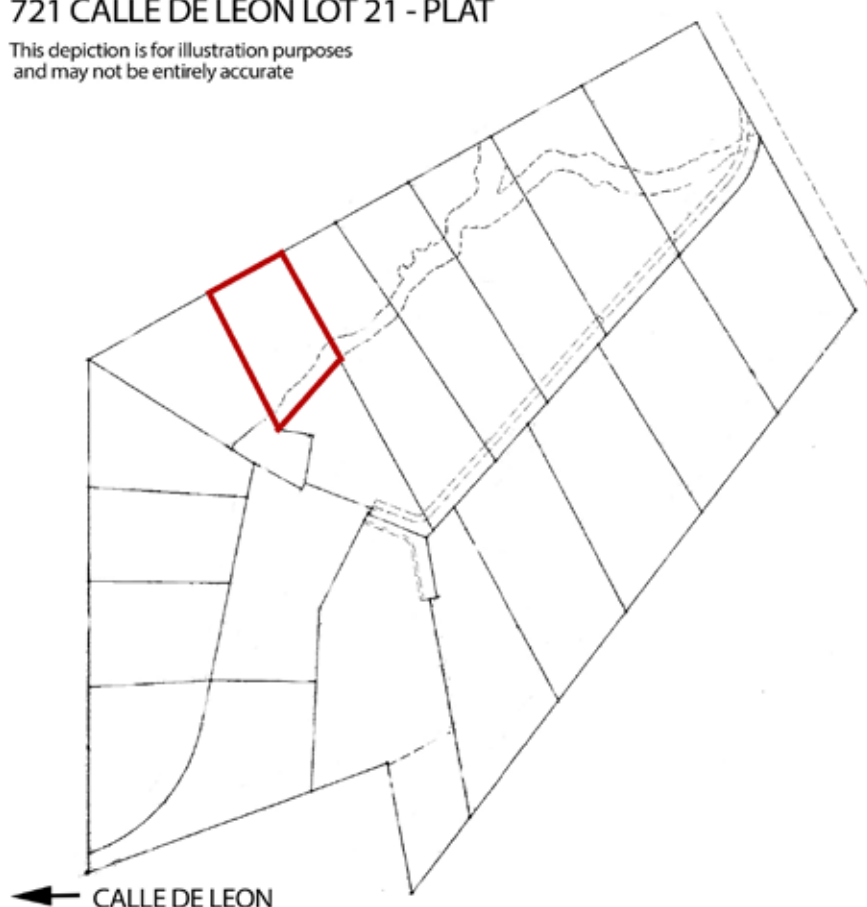 721 CALLE DE LEON LOT 21 - PLAT
This depiction is for illustration purposes
and may not be entirely accurate
CALLE DE LEON